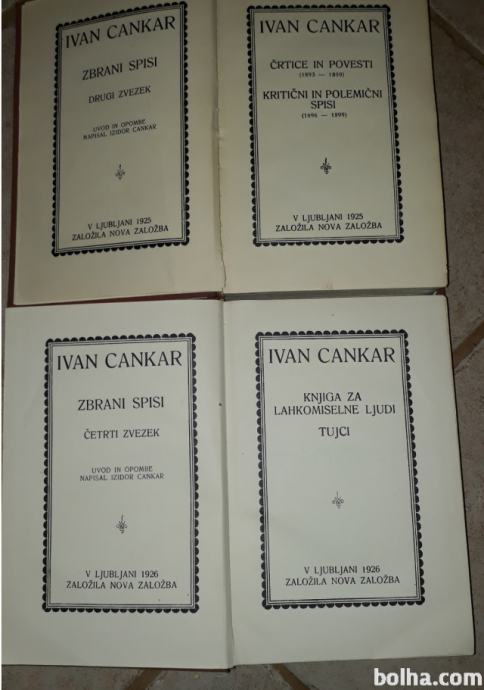 IVAN CANKAR
ZBRANI SPISI
DRUGI ZVEZEK
UVOD IN OPOMBE
NAPISAL IZIDOR CANKAR
V LJUBLJANI 1925
ZALOŽILA NOVA ZALOŽBA
IVAN CANKAR
ČRTICE IN POVESTI
(1893 — 1899)
KRITIČNI IN POLEMIČNI
SPISI
(1896 — 1899)
V LJUBLJANI 1925
ZALOŽILA NOVA ZALOŽBA
IVAN CANKAR
ZBRANI SPISI
ČETRTI ZVEZEK
UVOD IN OPOMBE
NAPISAL IZIDOR CANKAR
V LJUBLJANI 1926
ZALOŽILA NOVA ZALOŽBA
IVAN CANKAR
KNJIGA ZA
LAHKOMISELNE LJUDI
TUJCI
V LJUBLJANI 1926
ZALOŽILA NOVA ZALOŽBA
bolha.com